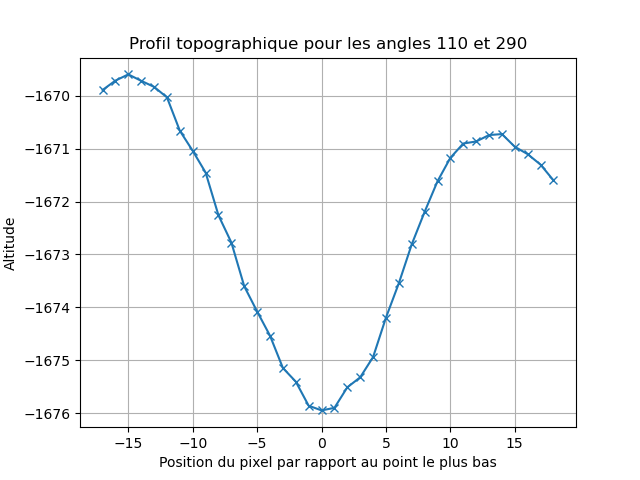 Profil topographique pour les angles 110 et 290
−1670
−1671
−1672
−1673
−1674
−1675
−1676
Altitude
−15 −10 −5 0 5 10 15
Position du pixel par rapport au point le plus bas